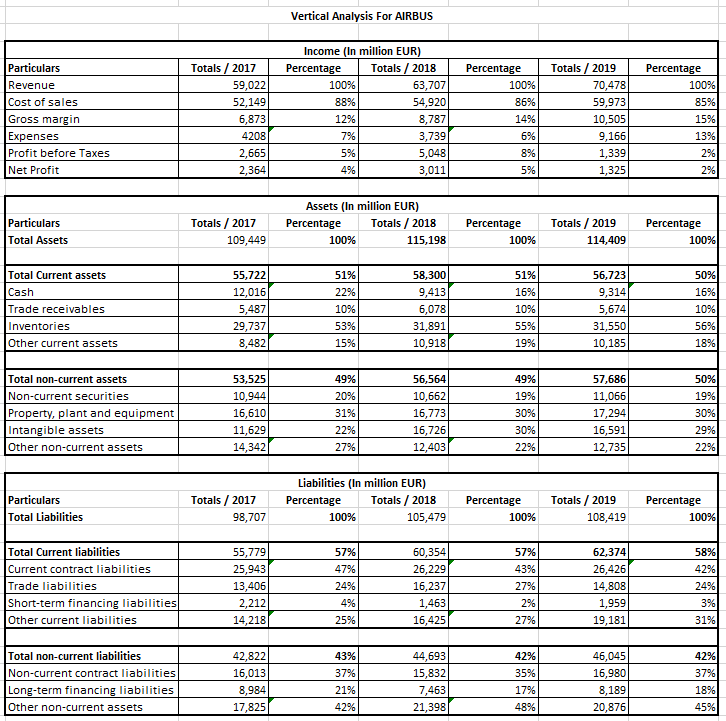 Vertical Analysis For AIRBUS
Income (In million EUR)
Particulars Totals / 2017 Percentage Totals / 2018 Percentage Totals / 2019 Percentage
Revenue 59,022 100% 63,707 100% 70,478 100%
Cost of sales 52,149 88% 54,920 86% 59,973 85%
Gross margin 6,873 12% 8,787 14% 10,505 15%
Expenses 4208 7% 3,739 6% 9,166 13%
Profit before Taxes 2,665 5% 5,048 8% 1,339 2%
Net Profit 2,364 4% 3,011 5% 1,325 2%
Assets (In million EUR)
Particulars Totals / 2017 Percentage Totals / 2018 Percentage Totals / 2019 Percentage
Total Assets 109,449 100% 115,198 100% 114,409 100%
Total Current assets 55,722 51% 58,300 51% 56,723 50%
Cash 12,016 22% 9,413 16% 9,314 16%
Trade receivables 5,487 10% 6,078 10% 5,674 10%
Inventories 29,737 53% 31,891 55% 31,550 56%
Other current assets 8,482 15% 10,918 19% 10,185 18%
Total non-current assets 53,525 49% 56,564 49% 57,686 50%
Non-current securities 10,944 20% 10,662 19% 11,066 19%
Property, plant and equipment 16,610 31% 16,773 30% 17,294 30%
Intangible assets 11,629 22% 16,726 30% 16,591 29%
Other non-current assets 14,342 27% 12,403 22% 12,735 22%
Liabilities (In million EUR)
Particulars Totals / 2017 Percentage Totals / 2018 Percentage Totals / 2019 Percentage
Total Liabilities 98,707 100% 105,479 100% 108,419 100%
Total Current liabilities 55,779 57% 60,354 57% 62,374 58%
Current contract liabilities 25,943 47% 26,229 43% 26,426 42%
Trade liabilities 13,406 24% 16,237 27% 14,808 24%
Short-term financing liabilities 2,212 4% 1,463 2% 1,959 3%
Other current liabilities 14,218 25% 16,425 27% 19,181 31%
Total non-current liabilities 42,822 43% 44,693 42% 46,045 42%
Non-current contract liabilities 16,013 37% 15,832 35% 16,980 37%
Long-term financing liabilities 8,984 21% 7,463 17% 8,189 18%
Other non-current assets 17,825 42% 21,398 48% 20,876 45%